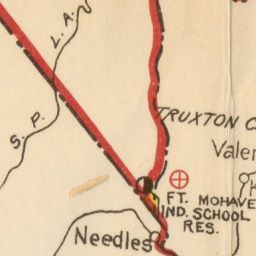 S. P. L. A.
TRUXTON C
Valen
FT. MOHAVE
IND. SCHOOL
RES.
Needles